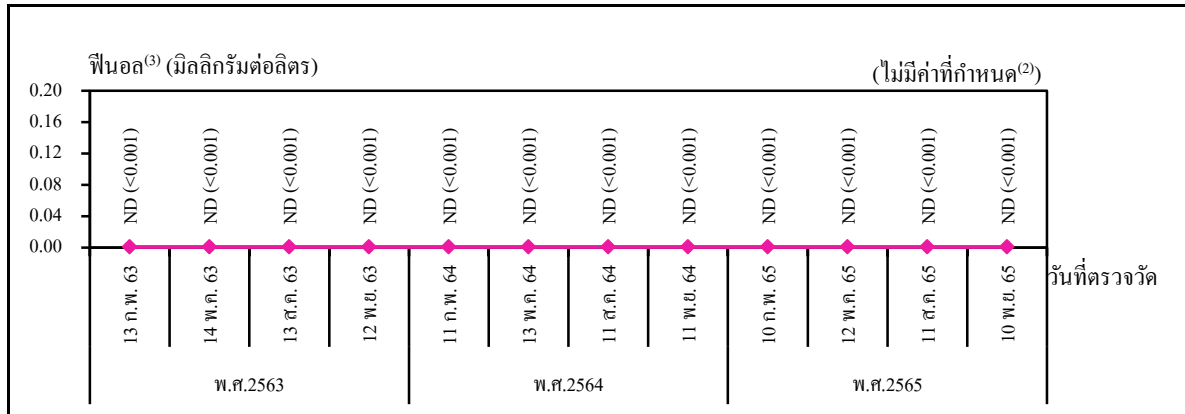 ฟีนอล(3) (มิลลิกรัมต่อลิตร)
(ไม่มีค่าที่กำหนด(2))
0.20
0.16
0.12
0.08
0.04
0.00
ND (<0.001)
ND (<0.001)
ND (<0.001)
ND (<0.001)
ND (<0.001)
ND (<0.001)
ND (<0.001)
ND (<0.001)
ND (<0.001)
ND (<0.001)
ND (<0.001)
ND (<0.001)
13 ก.พ. 63
14 พ.ค. 63
13 ส.ค. 63
12 พ.ย. 63
11 ก.พ. 64
13 พ.ค. 64
11 ส.ค. 64
11 พ.ย. 64
10 ก.พ. 65
12 พ.ค. 65
11 ส.ค. 65
10 พ.ย. 65
วันที่ตรวจวัด
พ.ศ.2563
พ.ศ.2564
พ.ศ.2565